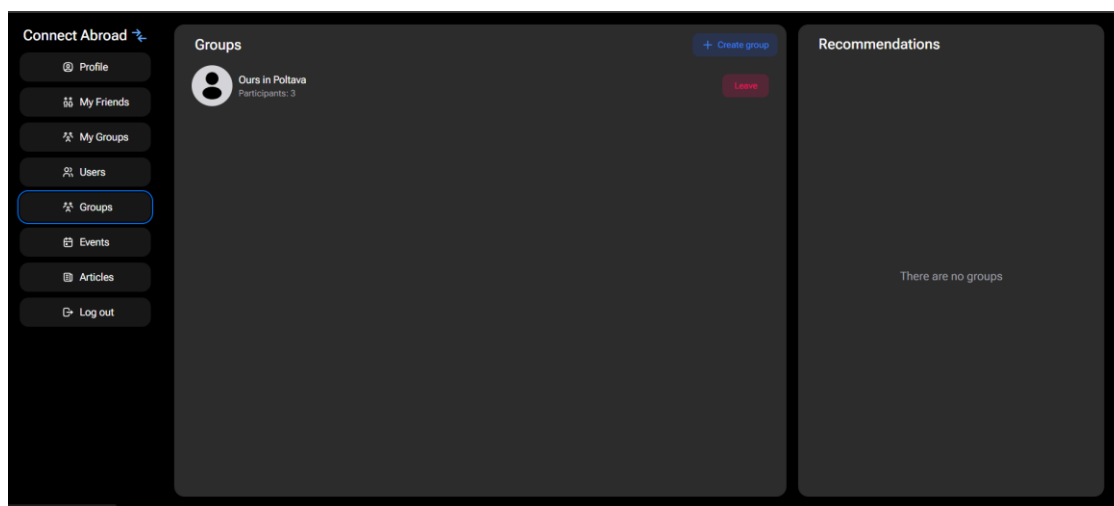 Connect Abroad
Profile
My Friends
My Groups
Users
Groups
Events
Articles
Log out
Groups
+ Create group
Ours in Poltava
Participants: 3
Leave
Recommendations
There are no groups